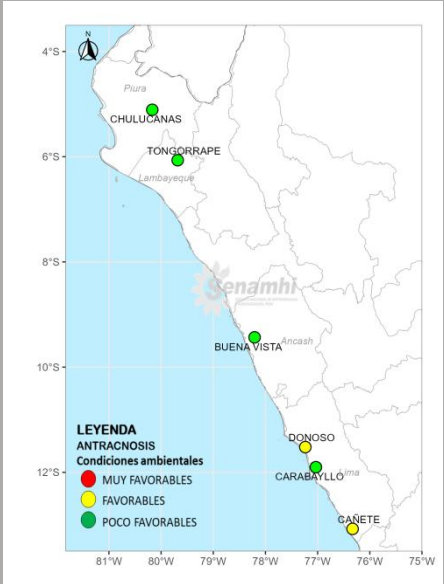 N
4°S
Piura
CHULUCANAS
TONGORRAPE
6°S
Lambayeque
8°S
Senamhi
BUENA VISTA
Ancash
10°S
LEYENDA
ANTRACNOSIS
Condiciones ambientales
MUY FAVORABLES
FAVORABLES
POCO FAVORABLES
DONOSO
12°S
CARABAYLLO
Lima
CAÑETE
81°W
80°W
79°W
78°W
77°W
76°W
75°W